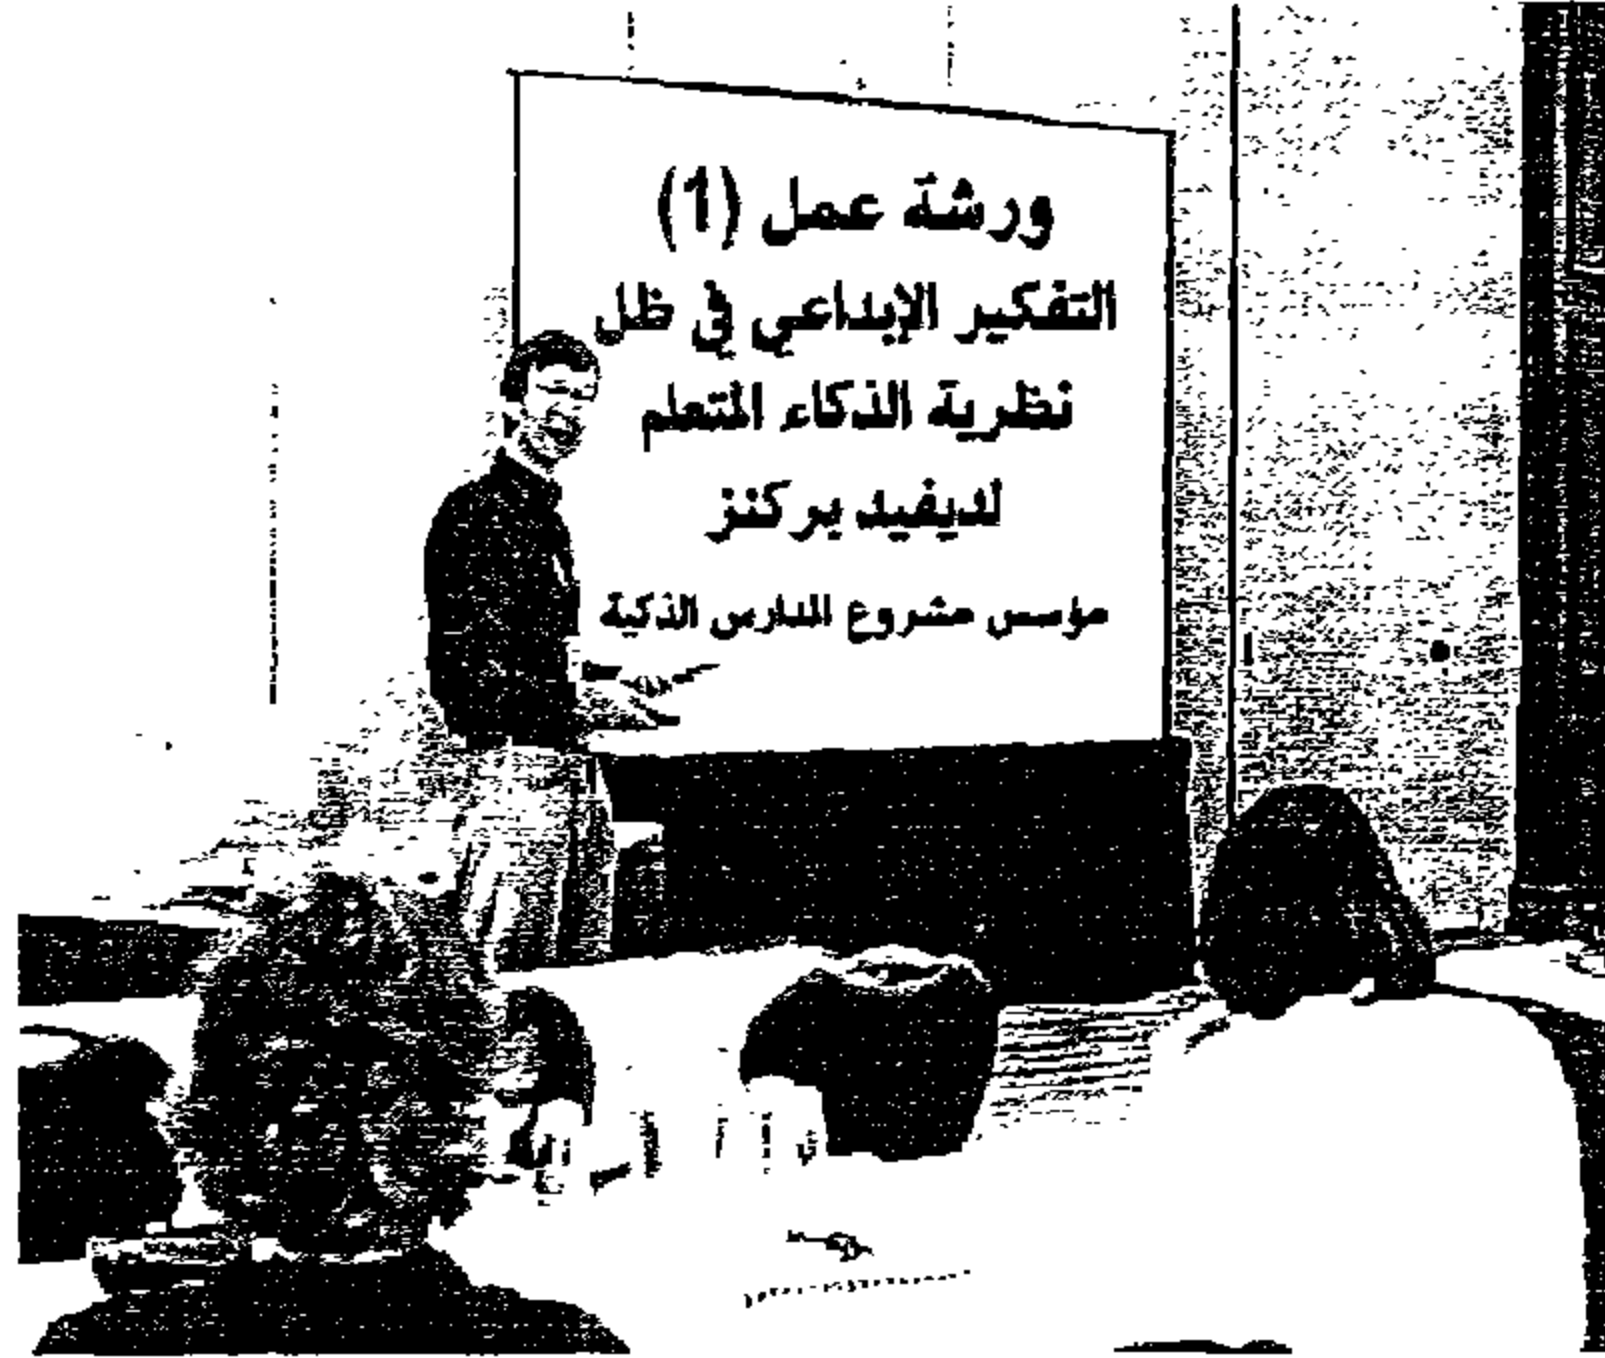 ورشة عمل (1)
التفكير الإبداعي في ظل
نظرية الذكاء المتعلم
لديفيد بركنز
مؤسس مشروع المدارس الذكية